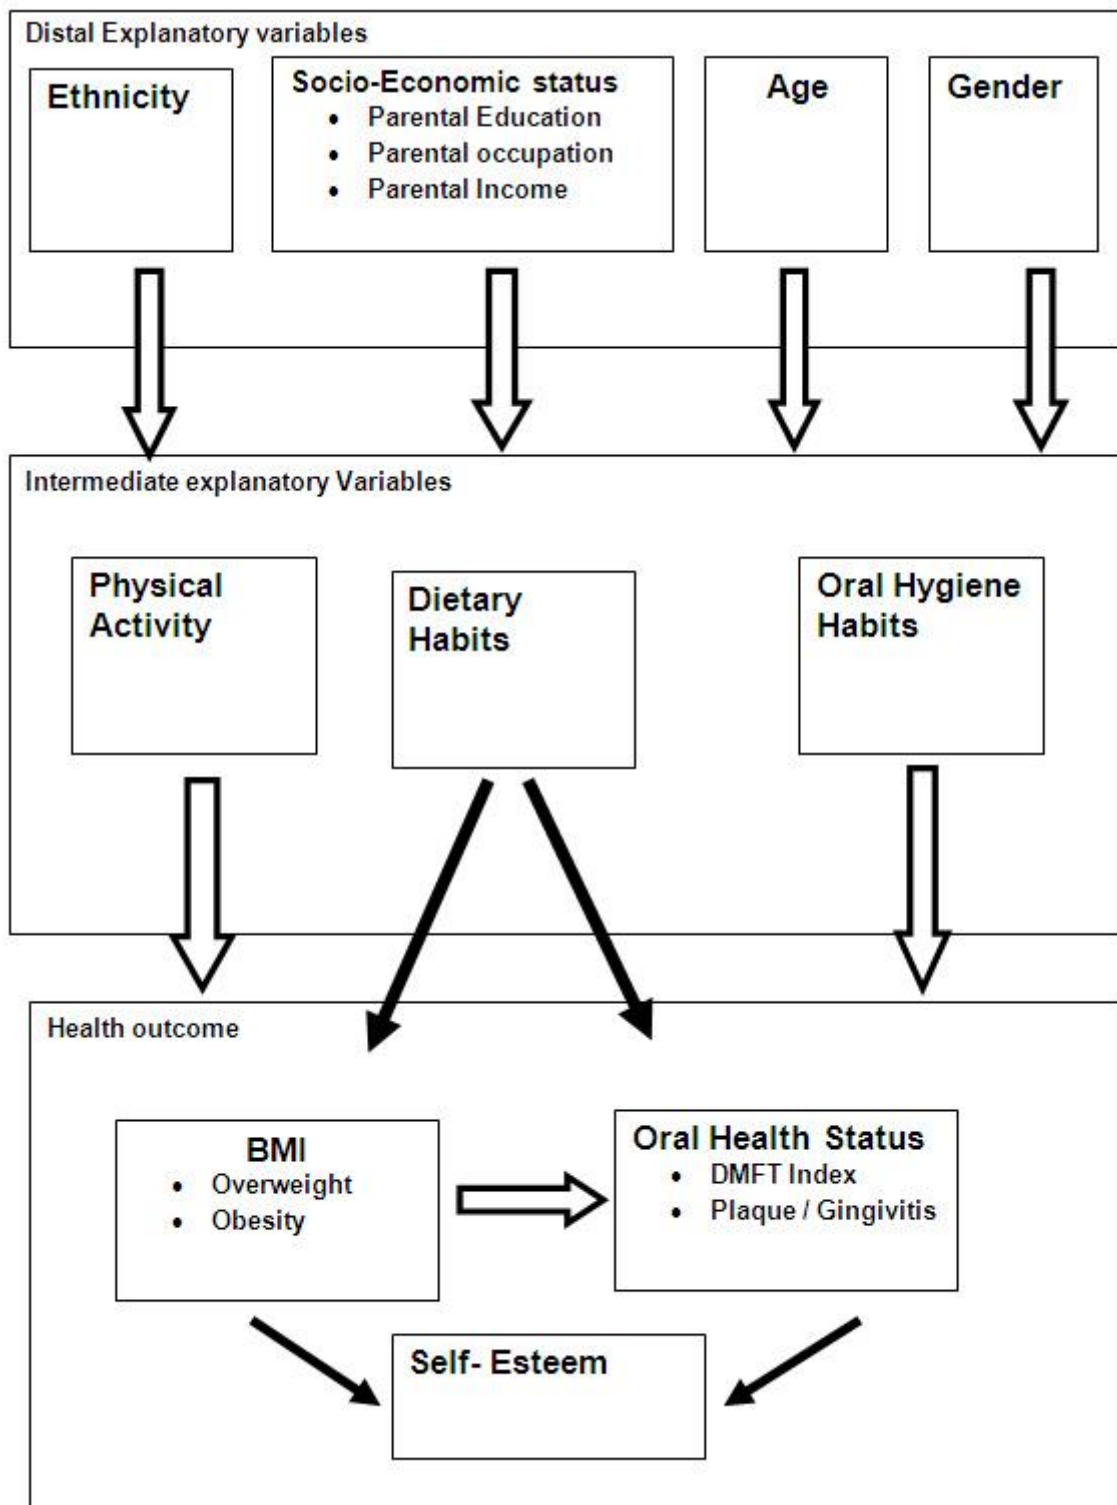 Distal Explanatory variables
Ethnicity
Socio-Economic status
• Parental Education
• Parental occupation
• Parental Income
Age
Gender
Intermediate explanatory Variables
Physical
Activity
Dietary
Habits
Oral Hygiene
Habits
Health outcome
BMI
• Overweight
• Obesity
Oral Health Status
• DMFT Index
• Plaque / Gingivitis
Self- Esteem